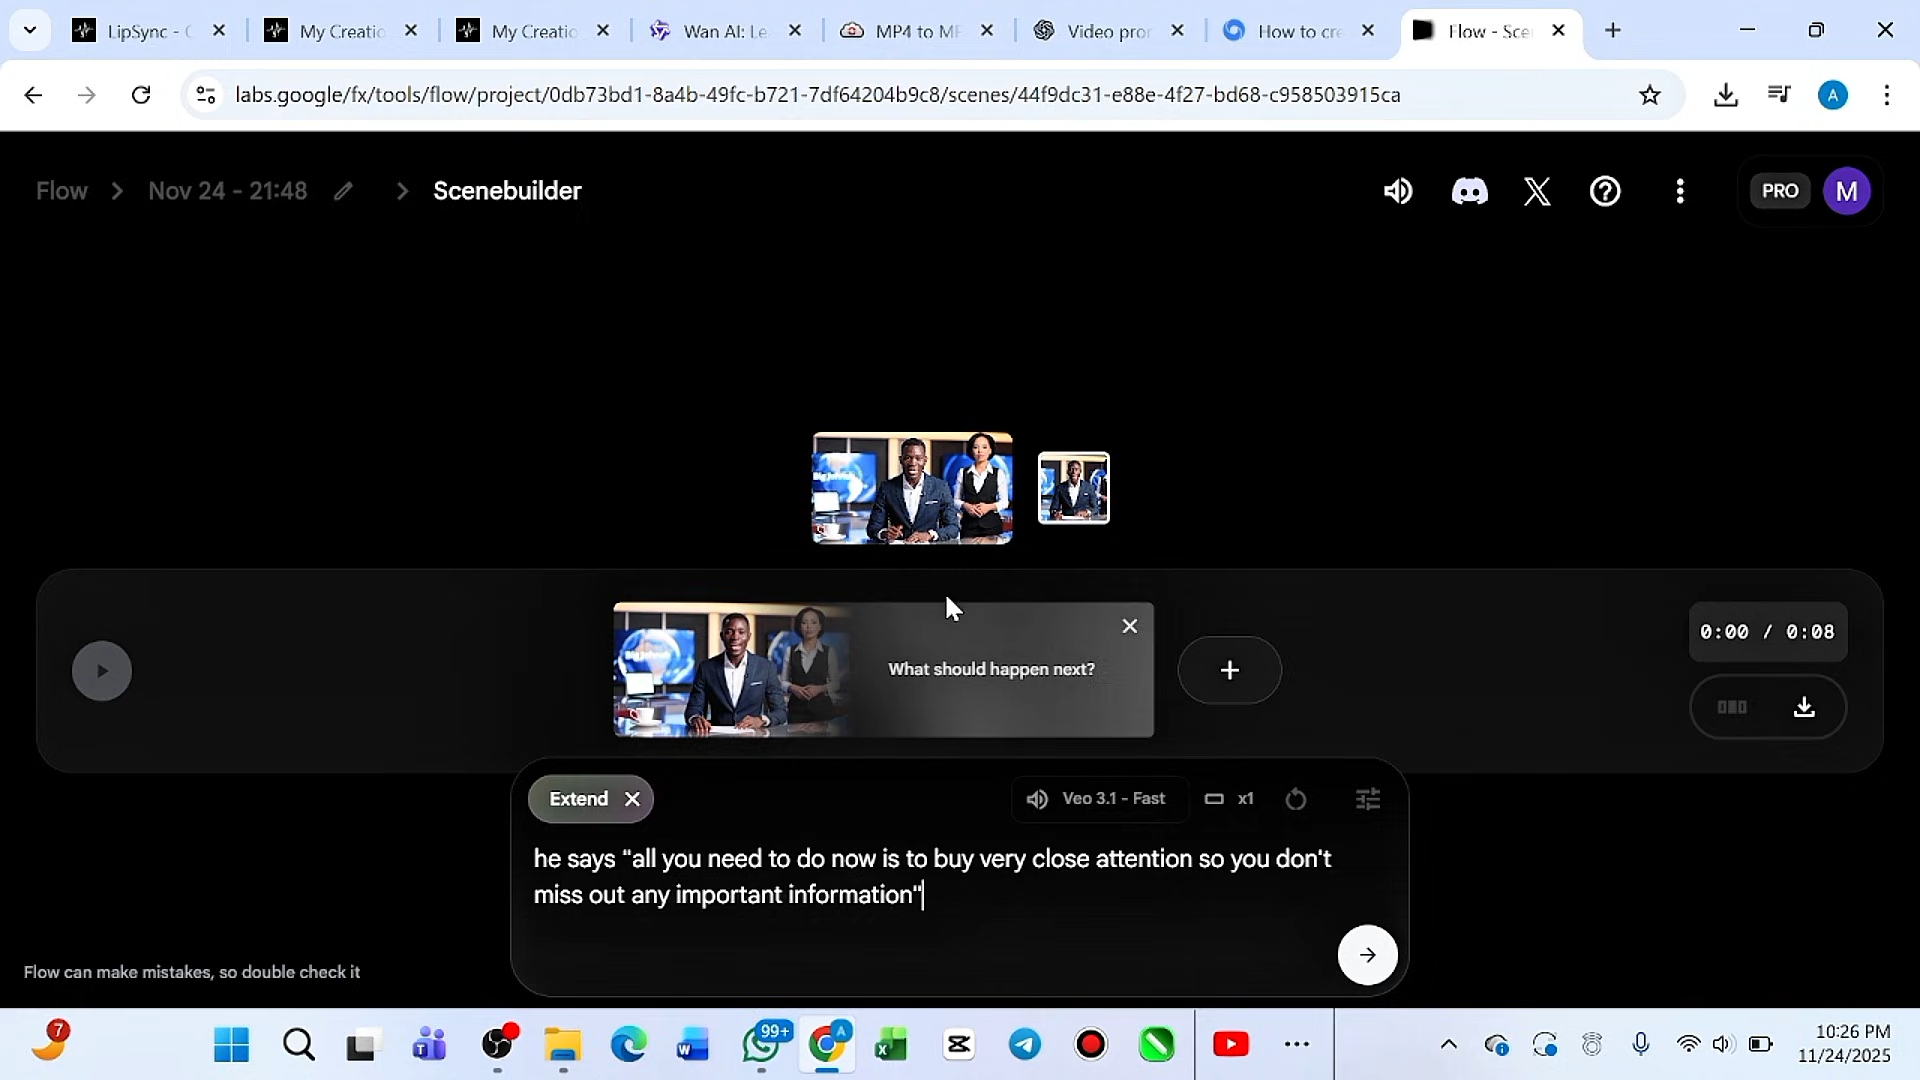 LipSync - C
My Creatio
My Creatio
Wan AI: Le
MP4 to MP
Video pror
How to cre
Flow - Sce
labs.google/fx/tools/flow/project/0db73bd1-8a4b-49fc-b721-7df64204b9c8/scenes/44f9dc31-e88e-4f27-bd68-c958503915ca
A
Flow
Nov 24 - 21:48
Scenebuilder
PRO
M
What should happen next?
0:00 / 0:08
Extend
Veo 3.1 - Fast
x1
he says "all you need to do now is to buy very close attention so you don't
miss out any important information"
Flow can make mistakes, so double check it
7
99+
A
10:26 PM
11/24/2025